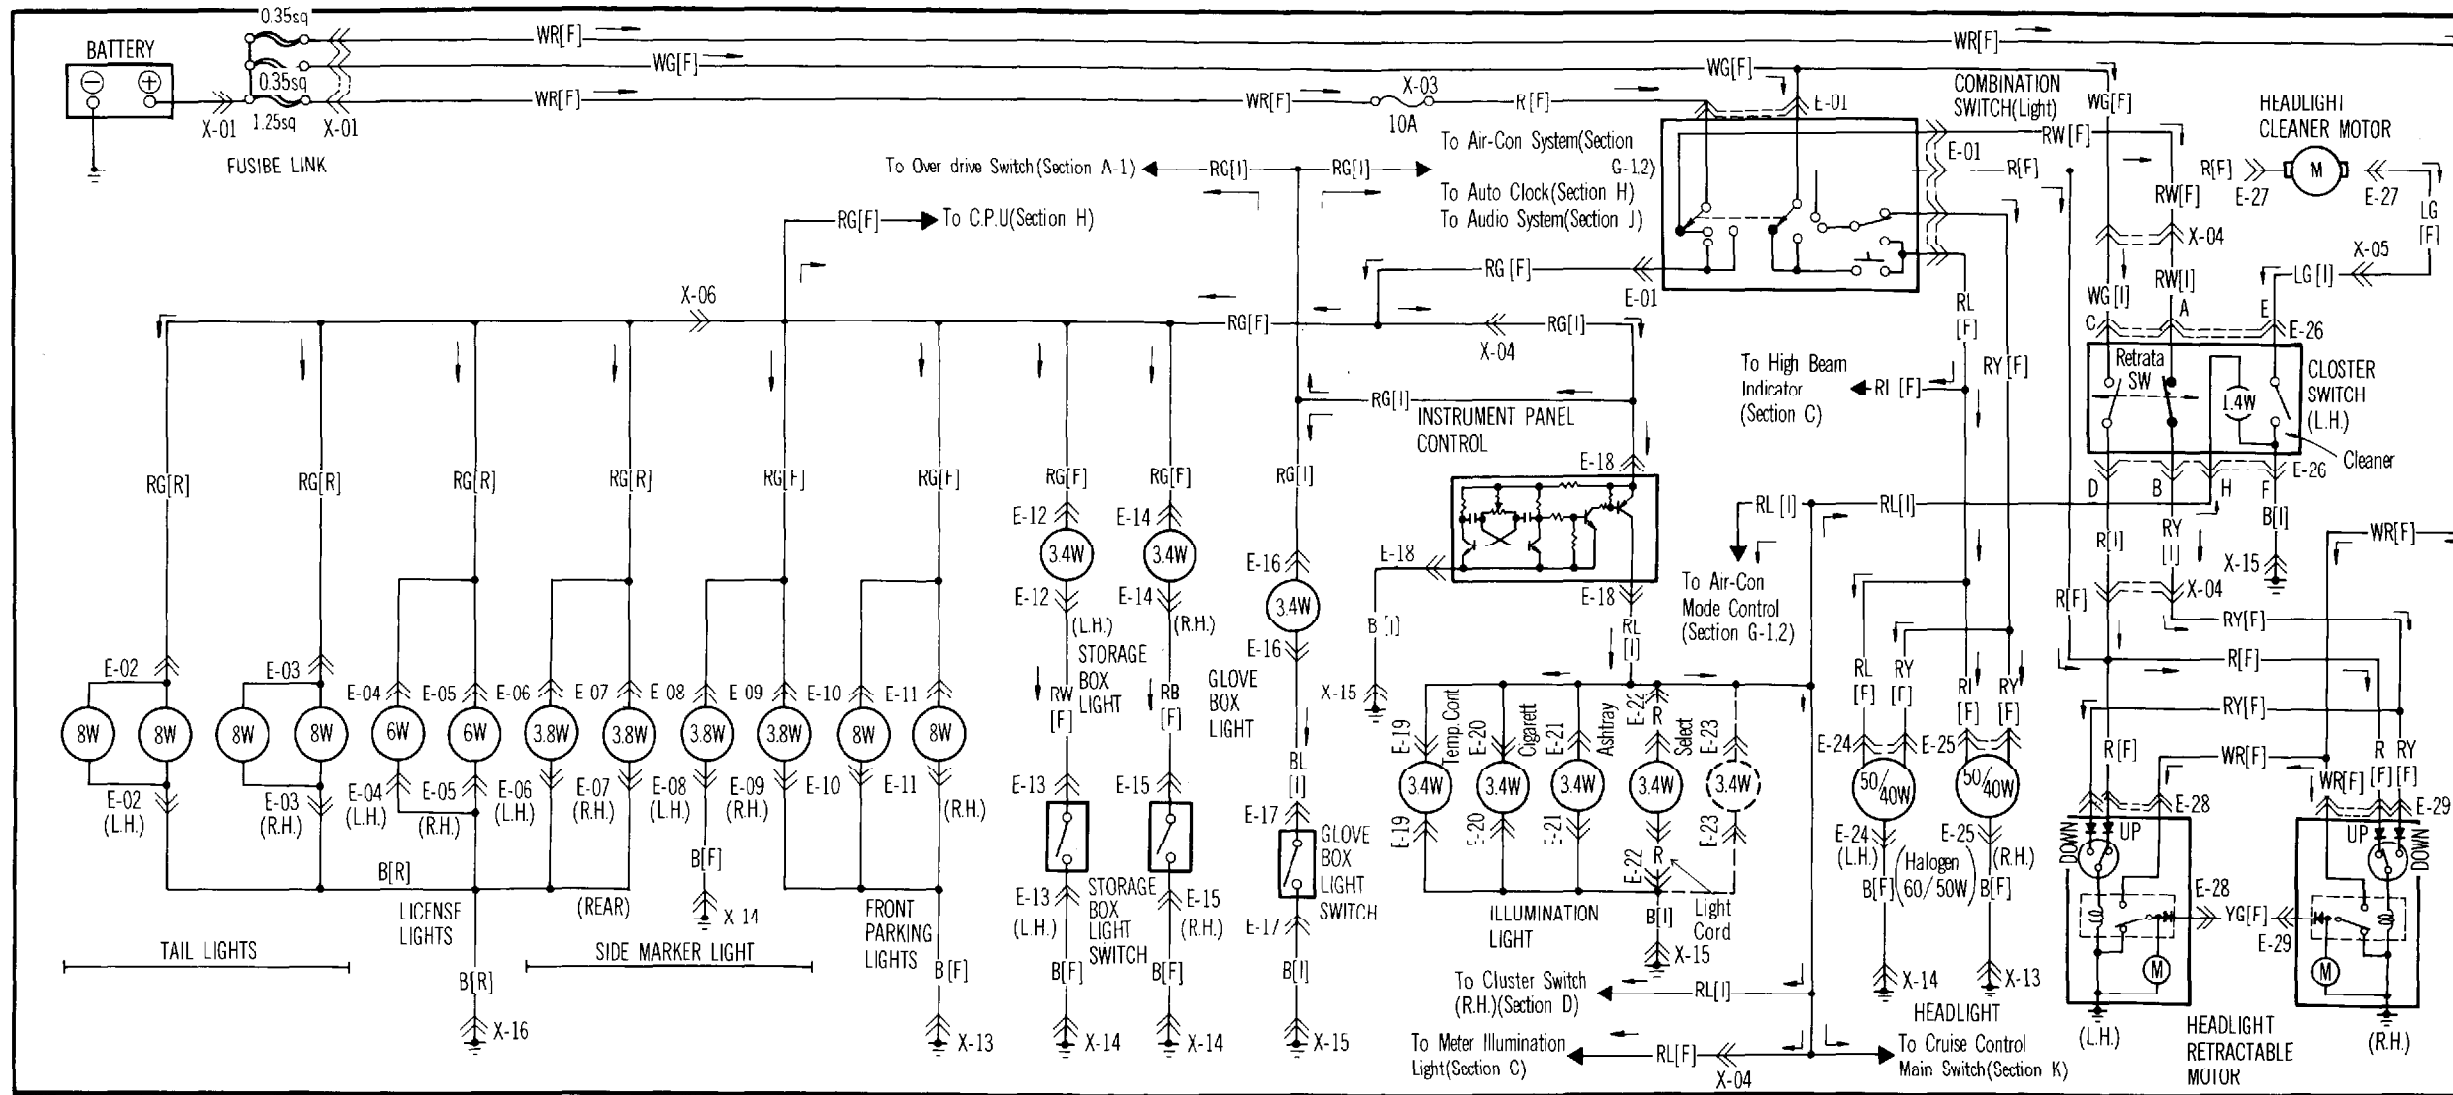 0.35sq
BATTERY
0.35sq
1.25sq
X-01
X-01
FUSIBE LINK
WR[F]
WG[F]
WR[F]
WR[F]
WG[F]
WR[F]
X-03
10A
R[F]
E-01
COMBINATION
SWITCH(Light)
WG[F]
HEADLIGHT
CLEANER MOTOR
To Over drive Switch(Section A-1)
RG[I]
RG[I]
To Air-Con System(Section
G-1.2)
To Auto Clock(Section H)
To Audio System(Section J)
RW[F]
E-01
R[F]
RW[F]
R[F]
E-27
M
E-27
LG
[F]
RG[F]
To C.P.U(Section H)
RG[F]
E-01
X-04
X-05
LG[I]
X-06
RG[F]
RG[I]
X-04
RL
[F]
RY[F]
WG[I]
RW[I]
C
A
E
E-26
To High Beam
Indicator
(Section C)
Retrata
SW
1.4W
CLOSTER
SWITCH
(L.H.)
Cleaner
RG[I]
INSTRUMENT PANEL
CONTROL
RG[R]
RG[R]
RG[R]
RG[R]
RG[F]
RG[F]
RG[F]
RG[F]
RG[I]
E-18
E-26
D
B
H
F
E-12
E-14
3.4W
3.4W
E-12
E-14
(L.H.)
(R.H.)
STORAGE
BOX
LIGHT
RW
[F]
RB
[F]
E-16
3.4W
E-16
GLOVE
BOX
LIGHT
E-18
E-18
B[I]
X-15
RL
[I]
RL[I]
RL[I]
To Air-Con
Mode Control
(Section G-1.2)
R[I]
RY
[I]
B[I]
X-15
X-04
WR[F]
R[F]
RY[F]
R[F]
RY[F]
E-02
E-03
E-04
E-05
E-06
E 07
E 08
E 09
E-10
E-11
8W
8W
8W
8W
6W
6W
3.8W
3.8W
3.8W
3.8W
8W
8W
E-02
(L.H.)
E-03
(R.H.)
E-04
(L.H.)
E-05
(R.H.)
E-06
(L.H.)
E-07
(R.H.)
E-08
(L.H.)
E-09
(R.H.)
E-10
E-11
(R.H.)
B[R]
LICENSE
LIGHTS
(REAR)
B[F]
X 14
FRONT
PARKING
LIGHTS
TAIL LIGHTS
SIDE MARKER LIGHT
B[R]
X-16
B[F]
X-13
E-13
E-15
E-13
(L.H.)
STORAGE
BOX
LIGHT
SWITCH
E-15
(R.H.)
B[F]
B[F]
X-14
X-14
BL
[I]
E-17
GLOVE
BOX
LIGHT
SWITCH
E-17
B[I]
X-15
E-19
Temp.Cort
E-20
Cigarett
E-21
Ashtray
E-22
R
Select
E-23
3.4W
3.4W
3.4W
3.4W
3.4W
E-19
E-20
E-21
E-22
R
E-23
ILLUMINATION
LIGHT
B[I]
Light
Cord
X-15
To Cluster Switch
(R.H.)(Section D)
RL[I]
To Meter Illumination
Light(Section C)
RL[F]
X-04
To Cruise Control
Main Switch(Section K)
RL
[F]
RY
[F]
RY
[F]
E-24
E-25
50/
40W
50/
40W
E-24
(L.H.)
E-25
(R.H.)
(Halogen
60/50W)
B[F]
B[F]
X-14
X-13
HEADLIGHT
R[F]
WR[F]
WR[F]
R
[F]
RY
[F]
E-28
E-29
DOWN
UP
UP
DOWN
E-28
YG[F]
E-29
M
M
(L.H.)
(R.H.)
HEADLIGHT
RETRACTABLE
MOTOR